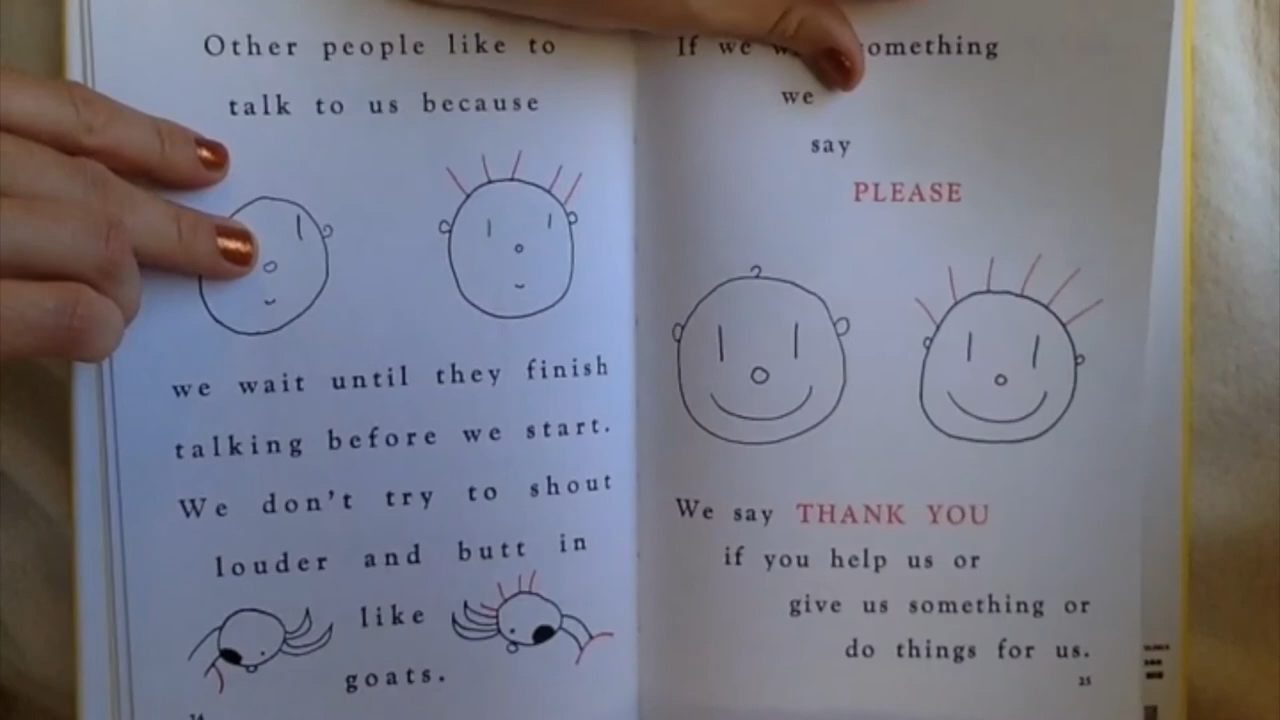 Other people like to
talk to us because
we wait until they finish
talking before we start.
We don't try to shout
louder and butt in
like
goats.
If we something
we
say
PLEASE
We say THANK YOU
if you help us or
give us something or
do things for us.
25